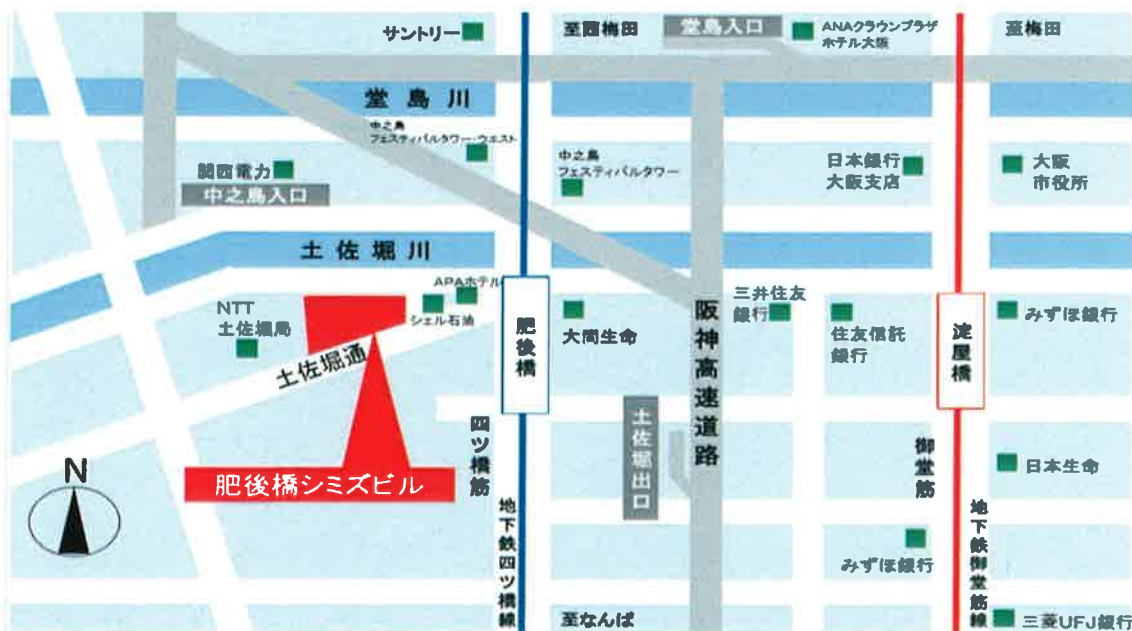 サントリー
至西梅田
堂島入口
ANAクラウンプラザ
ホテル大阪
至梅田
堂島川
中之島
フェスティバルタワー・ウエスト
関西電力
中之島入口
中之島
フェスティバルタワー
日本銀行
大阪支店
大阪
市役所
土佐堀川
APAホテル
シェル石油
NTT
土佐堀局
土佐堀通
肥後橋
大同生命
阪神高速道路
三井住友
銀行
住友信託
銀行
淀屋橋
みずほ銀行
四ツ橋筋
土佐堀出口
御堂筋
日本生命
肥後橋シミズビル
N
地下鉄四ツ橋線
地下鉄御堂筋線
みずほ銀行
至なんば
三菱UFJ銀行